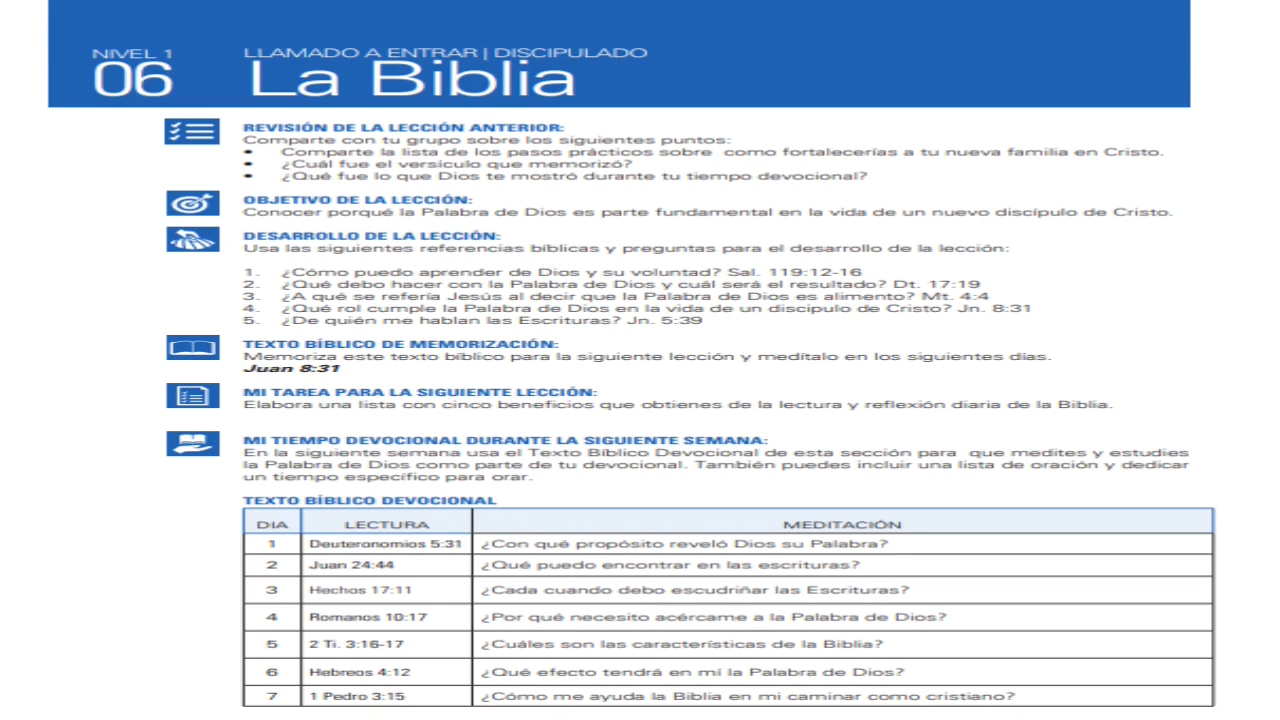 NIVEL 1
06
LLAMADO A ENTRAR | DISCIPULADO
La Biblia
REVISIÓN DE LA LECCIÓN ANTERIOR:
Comparte con tu grupo sobre los siguientes puntos:
• Comparte la lista de los pasos prácticos sobre como fortalecerías a tu nueva familia en Cristo.
• ¿Cuál fue el versículo que memorizó?
• ¿Qué fue lo que Dios te mostró durante tu tiempo devocional?
OBJETIVO DE LA LECCIÓN:
Conocer porqué la Palabra de Dios es parte fundamental en la vida de un nuevo discípulo de Cristo.
DESARROLLO DE LA LECCIÓN:
Usa las siguientes referencias bíblicas y preguntas para el desarrollo de la lección:
1. ¿Cómo puedo aprender de Dios y su voluntad? Sal. 119:12-16
2. ¿Qué debo hacer con la Palabra de Dios y cuál será el resultado? Dt. 17:19
3. ¿A qué se refería Jesús al decir que la Palabra de Dios es alimento? Mt. 4:4
4. ¿Qué rol cumple la Palabra de Dios en la vida de un discipulo de Cristo? Jn. 8:31
5. ¿De quién me hablan las Escrituras? Jn. 5:39
TEXTO BÍBLICO DE MEMORIZACIÓN:
Memoriza este texto bíblico para la siguiente lección y medítalo en los siguientes días.
Juan 8:31
MI TAREA PARA LA SIGUIENTE LECCIÓN:
Elabora una lista con cinco beneficios que obtienes de la lectura y reflexión diaria de la Biblia.
MI TIEMPO DEVOCIONAL DURANTE LA SIGUIENTE SEMANA:
En la siguiente semana usa el Texto Bíblico Devocional de esta sección para que medites y estudies
la Palabra de Dios como parte de tu devocional. También puedes incluir una lista de oración y dedicar
un tiempo específico para orar.
TEXTO BÍBLICO DEVOCIONAL
DIA LECTURA MEDITACIÓN
1 Deuteronomios 5:31 ¿Con qué propósito reveló Dios su Palabra?
2 Juan 24:44 ¿Qué puedo encontrar en las escrituras?
3 Hechos 17:11 ¿Cada cuando debo escudriñar las Escrituras?
4 Romanos 10:17 ¿Por qué necesito acércame a la Palabra de Dios?
5 2 Ti. 3:16-17 ¿Cuáles son las características de la Biblia?
6 Hebreos 4:12 ¿Qué efecto tendrá en mí la Palabra de Dios?
7 1 Pedro 3:15 ¿Cómo me ayuda la Biblia en mi caminar como cristiano?